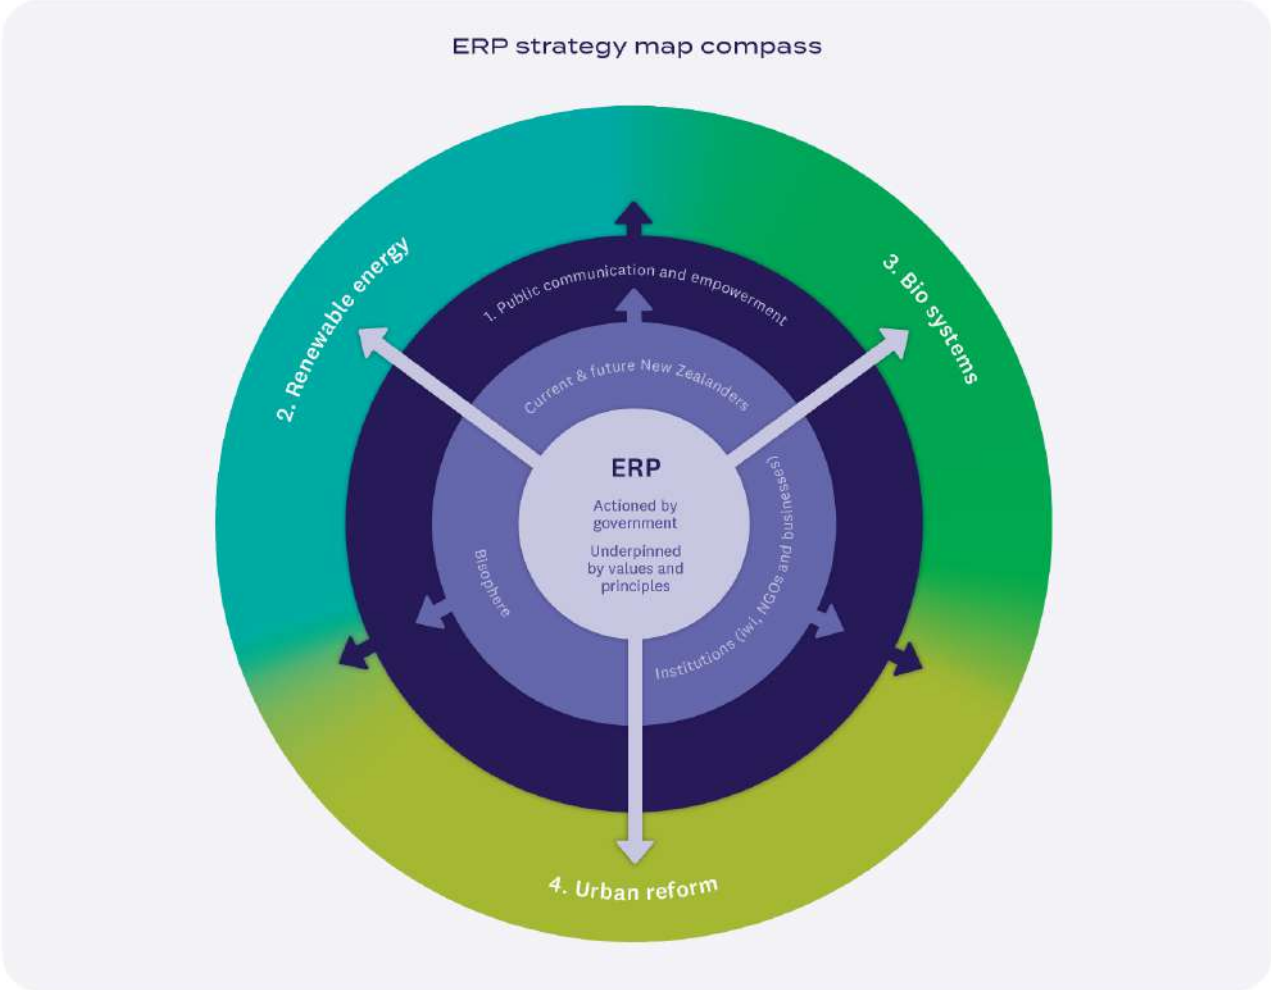 ERP strategy map compass
1. Public communication and empowerment
2. Renewable energy
3. Bio systems
Current & future New Zealanders
ERP
Actioned by
government
Underpinned
by values and
principles
Institutions (iwi, NGOs and businesses)
Bisophere
4. Urban reform